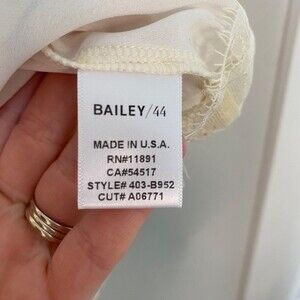 BAILEY/44
MADE IN U.S.A.
RN#11891
CA#54517
STYLE# 403-B952
CUT# A06771